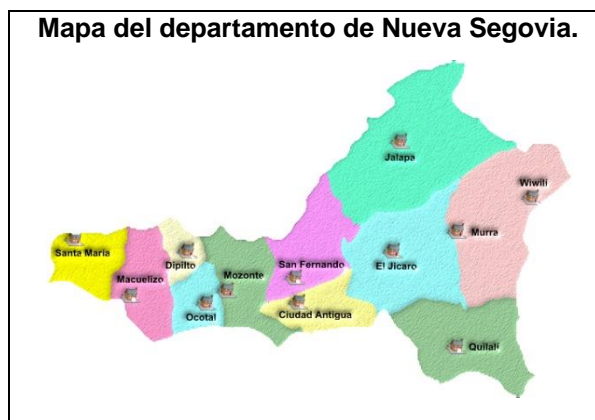 Mapa del departamento de Nueva Segovia.
Jalapa
Wiwilí
Murra
Santa María
Dipilto
Macuelizo
Mozonte
San Fernando
El Jícaro
Ocotal
Ciudad Antigua
Quilalí